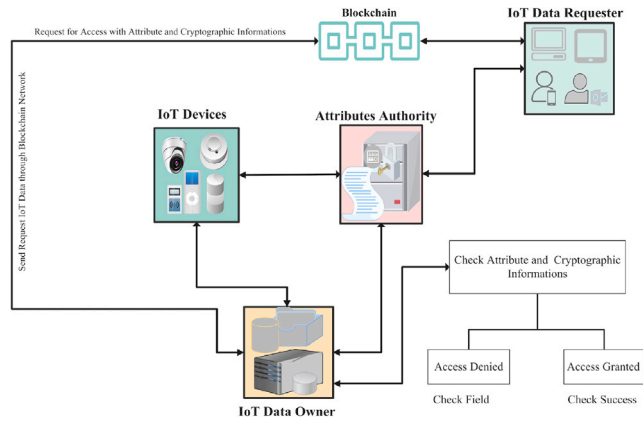 Blockchain
IoT Data Requester
Request for Access with Attribute and Cryptographic Informations
Send Request IoT Data through Blockchain Network
IoT Devices
Attributes Authority
Check Attribute and Cryptographic
Informations
Access Denied
Access Granted
Check Field
Check Success
IoT Data Owner